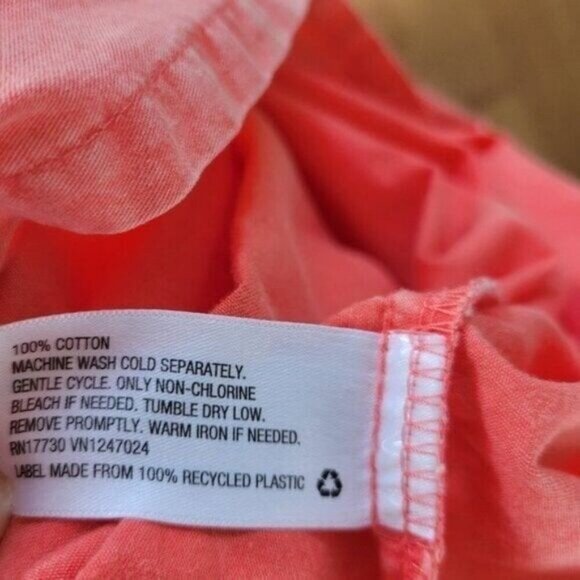 100% COTTON
MACHINE WASH COLD SEPARATELY.
GENTLE CYCLE. ONLY NON-CHLORINE
BLEACH IF NEEDED. TUMBLE DRY LOW.
REMOVE PROMPTLY. WARM IRON IF NEEDED.
RN17730 VN1247024
LABEL MADE FROM 100% RECYCLED PLASTIC